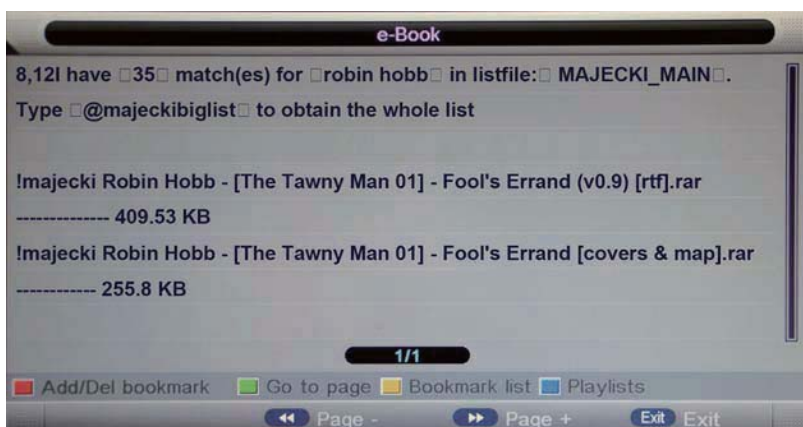 e-Book
8,12I have □35□ match(es) for □robin hobb□ in listfile:□ MAJECKI_MAIN□.
Type □@majeckibiglist□ to obtain the whole list
!majecki Robin Hobb - [The Tawny Man 01] - Fool's Errand (v0.9) [rtf].rar
-------------- 409.53 KB
!majecki Robin Hobb - [The Tawny Man 01] - Fool's Errand [covers & map].rar
------------ 255.8 KB
1/1
Add/Del bookmark Go to page Bookmark list Playlists
Page - Page + Exit Exit